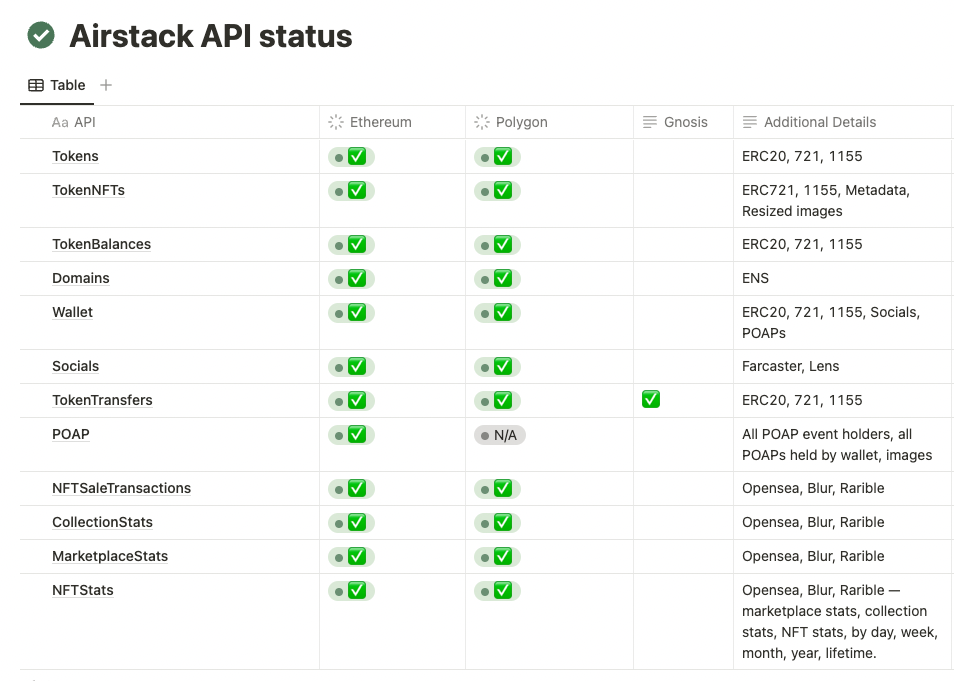 Airstack API status
Table
Aa API Ethereum Polygon Gnosis Additional Details
Tokens ✅ ✅ ERC20, 721, 1155
TokenNFTs ✅ ✅ ERC721, 1155, Metadata,
Resized images
TokenBalances ✅ ✅ ERC20, 721, 1155
Domains ✅ ✅ ENS
Wallet ✅ ✅ ERC20, 721, 1155, Socials,
POAPs
Socials ✅ ✅ Farcaster, Lens
TokenTransfers ✅ ✅ ✅ ERC20, 721, 1155
POAP ✅ N/A All POAP event holders, all
POAPs held by wallet, images
NFTSaleTransactions ✅ ✅ Opensea, Blur, Rarible
CollectionStats ✅ ✅ Opensea, Blur, Rarible
MarketplaceStats ✅ ✅ Opensea, Blur, Rarible
NFTStats ✅ ✅ Opensea, Blur, Rarible —
marketplace stats, collection
stats, NFT stats, by day, week,
month, year, lifetime.